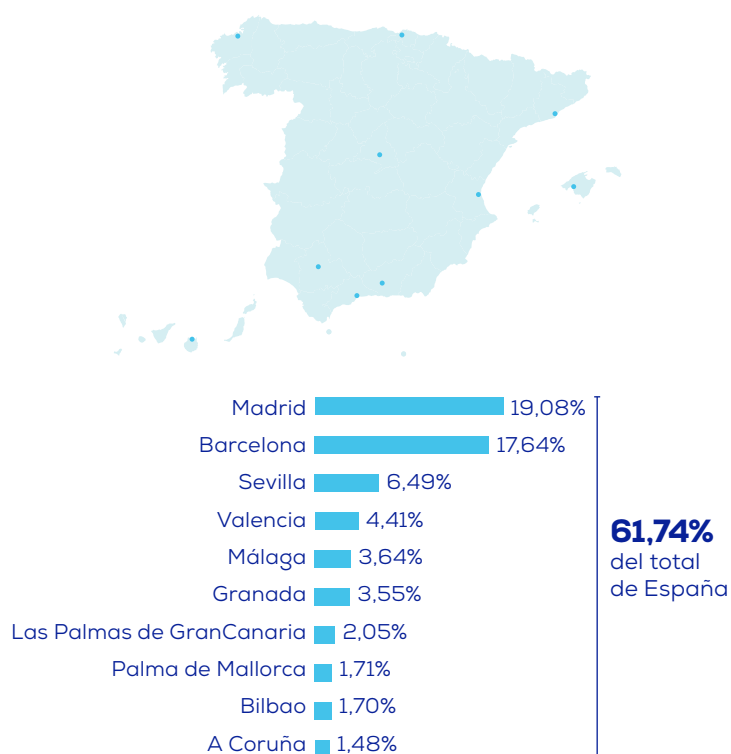 Madrid 19,08%
Barcelona 17,64%
Sevilla 6,49%
Valencia 4,41%
Málaga 3,64%
Granada 3,55%
Las Palmas de GranCanaria 2,05%
Palma de Mallorca 1,71%
Bilbao 1,70%
A Coruña 1,48%
61,74%
del total
de España